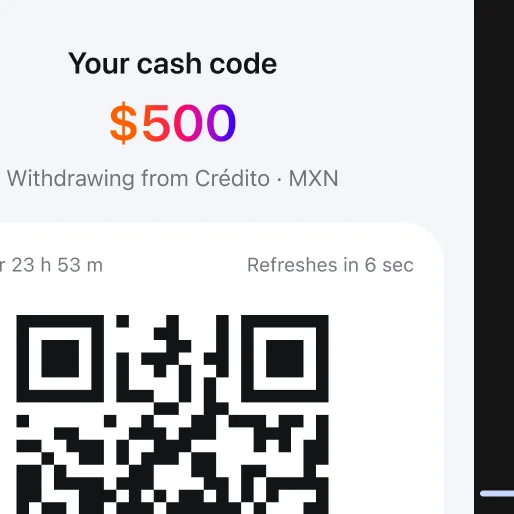 Your cash code
$500
Withdrawing from Crédito · MXN
23 h 53 m
Refreshes in 6 sec